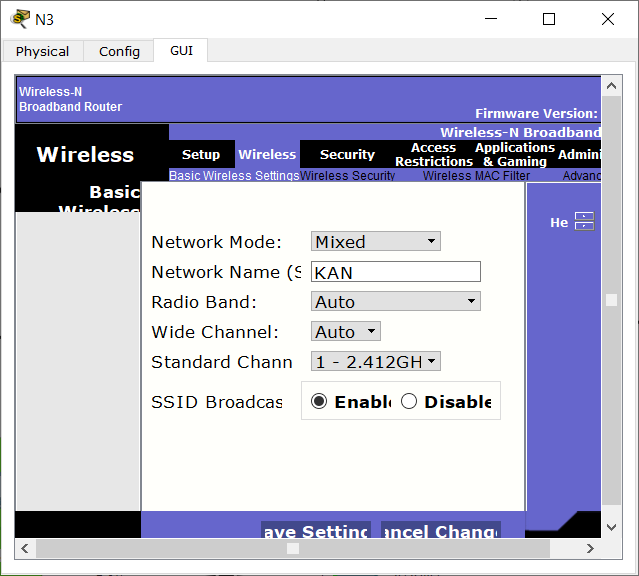 N3
Physical Config GUI
Wireless-N
Broadband Router
Firmware Version:
Wireless-N Broadband
Wireless
Setup Wireless Security Access Restrictions Applications & Gaming Admini
Basic Wireless Settings Wireless Security Wireless MAC Filter Advanc
Basic
Wireless
He
Network Mode: Mixed
Network Name (S KAN
Radio Band: Auto
Wide Channel: Auto
Standard Chann 1 - 2.412GH
SSID Broadcas Enable Disable
ave Setting ancel Chang